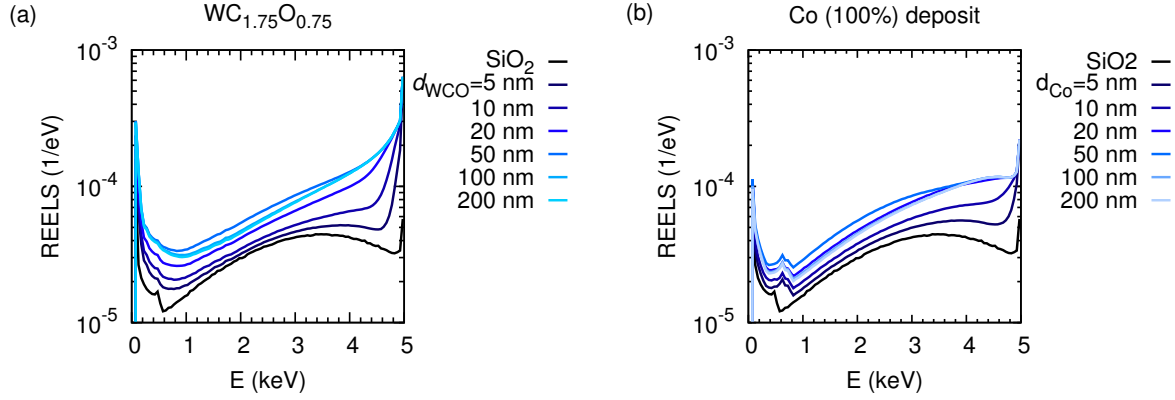 (a)
WC1.75O0.75
REELS (1/eV)
10-3
10-4
10-5
0 1 2 3 4 5
E (keV)
SiO2
dWCO=5 nm
10 nm
20 nm
50 nm
100 nm
200 nm
(b)
Co (100%) deposit
REELS (1/eV)
10-3
10-4
10-5
0 1 2 3 4 5
E (keV)
SiO2
dCo=5 nm
10 nm
20 nm
50 nm
100 nm
200 nm